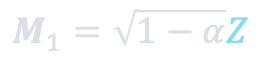 M₁ = √1 − αZ